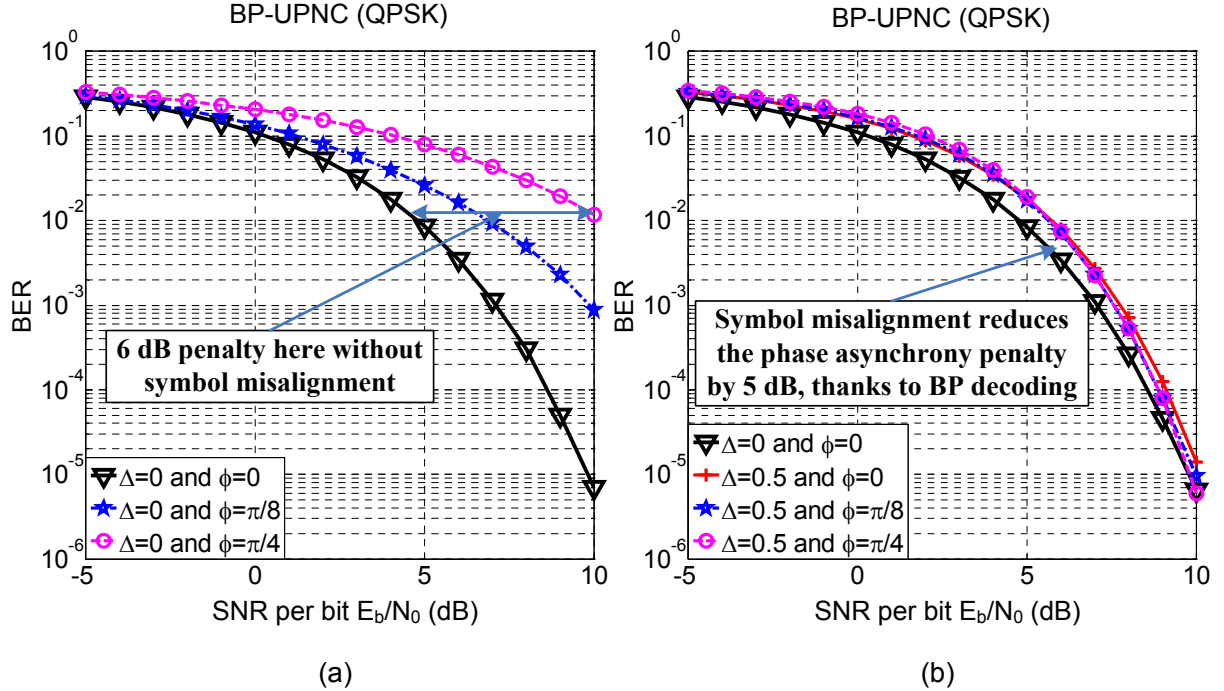 BP-UPNC (QPSK)
10^0
10^-1
10^-2
10^-3
10^-4
10^-5
10^-6
BER
6 dB penalty here without
symbol misalignment
Δ=0 and ϕ=0
Δ=0 and ϕ=π/8
Δ=0 and ϕ=π/4
-5 0 5 10
SNR per bit E_b/N_0 (dB)
(a)
BP-UPNC (QPSK)
10^0
10^-1
10^-2
10^-3
10^-4
10^-5
10^-6
BER
Symbol misalignment reduces
the phase asynchrony penalty
by 5 dB, thanks to BP decoding
Δ=0 and ϕ=0
Δ=0.5 and ϕ=0
Δ=0.5 and ϕ=π/8
Δ=0.5 and ϕ=π/4
-5 0 5 10
SNR per bit E_b/N_0 (dB)
(b)